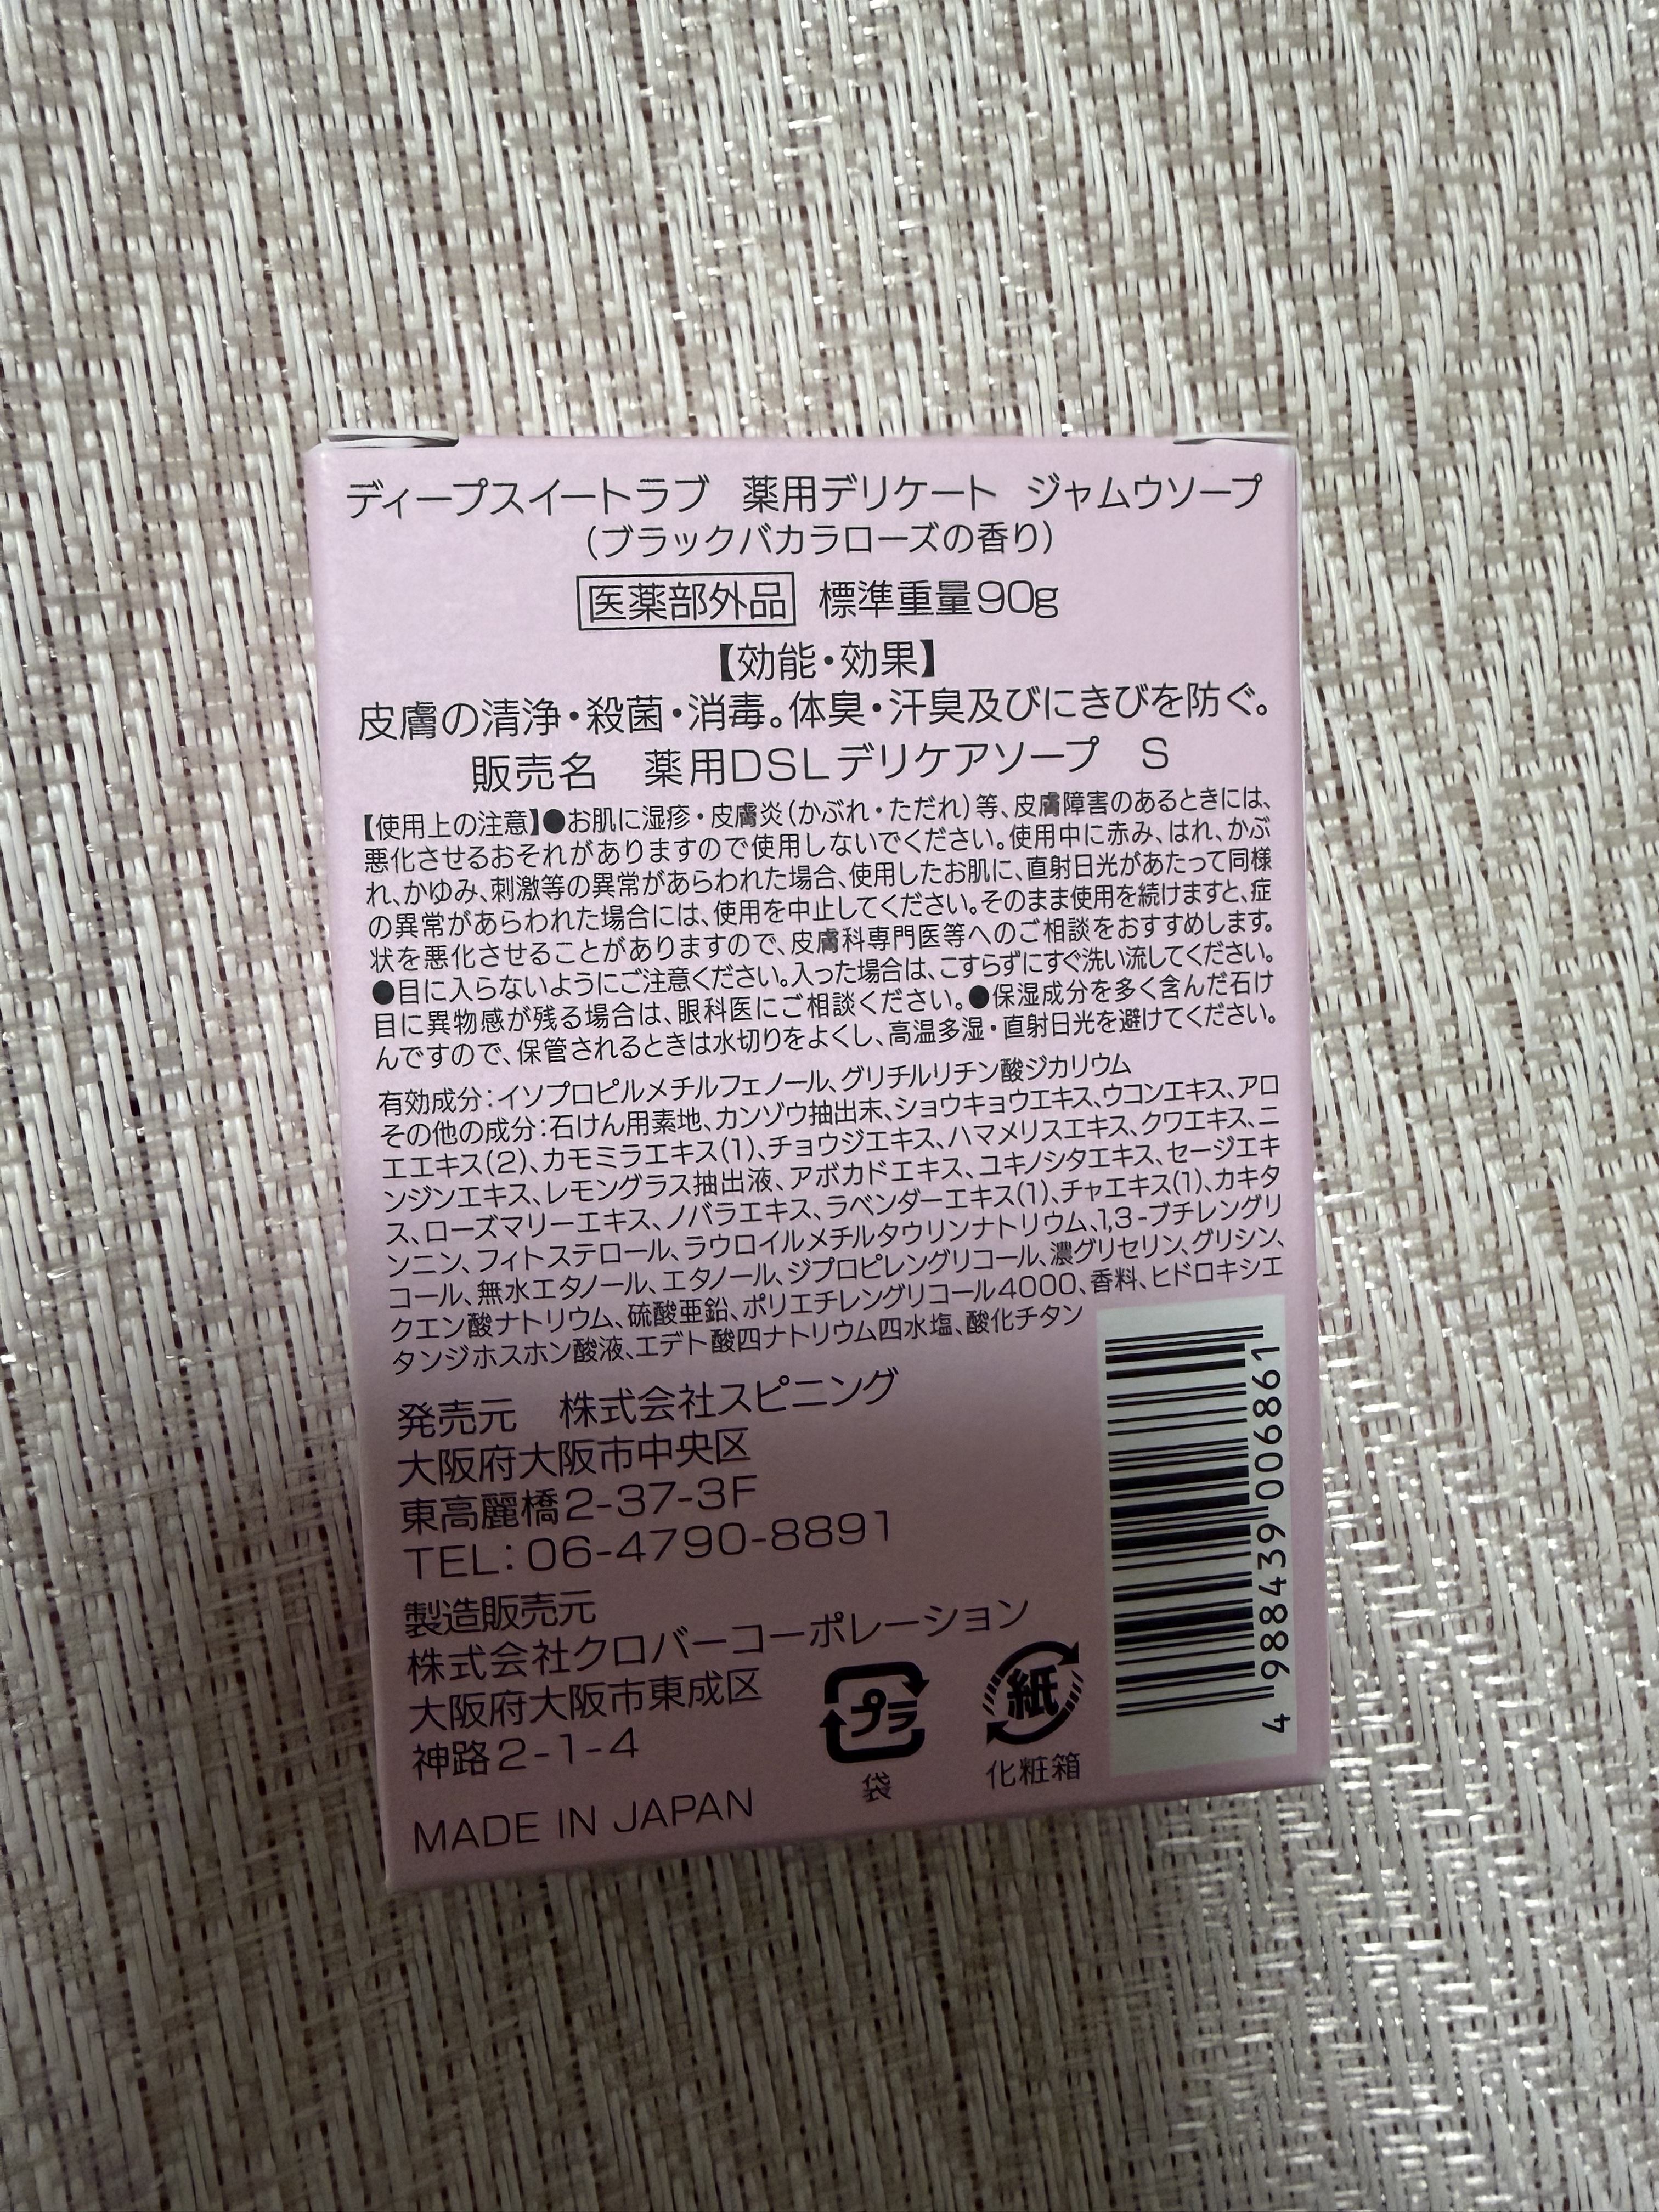 ディープスイートラブ 薬用デリケート ジャムウソープ
（ブラックバカラローズの香り）
医薬部外品 標準重量90g
【効能・効果】
皮膚の清浄・殺菌・消毒。体臭・汗臭及びにきびを防ぐ。
販売名 薬用DSLデリケアソープ S
【使用上の注意】●お肌に湿疹・皮膚炎（かぶれ・ただれ）等、皮膚障害のあるときには、
悪化させるおそれがありますので使用しないでください。使用中に赤み、はれ、かぶ
れ、かゆみ、刺激等の異常があらわれた場合、使用したお肌に、直射日光があたって同様
の異常があらわれた場合には、使用を中止してください。そのまま使用を続けますと、症
状を悪化させることがありますので、皮膚科専門医等へのご相談をおすすめします。
●目に入らないようにご注意ください。入った場合は、こすらずにすぐ洗い流してください。
目に異物感が残る場合は、眼科医にご相談ください。●保湿成分を多く含んだ石け
んですので、保管されるときは水切りをよくし、高温多湿・直射日光を避けてください。
有効成分：イソプロピルメチルフェノール、グリチルリチン酸ジカリウム
その他の成分：石けん用素地、カンゾウ抽出末、ショウキョウエキス、ウコンエキス、アロ
エエキス(2)、カモミラエキス(1)、チョウジエキス、ハマメリスエキス、クワエキス、ニ
ンジンエキス、レモングラス抽出液、アボカドエキス、ユキノシタエキス、セージエキ
ス、ローズマリーエキス、ノバラエキス、ラベンダーエキス(1)、チャエキス(1)、カキタ
ンニン、フィトステロール、ラウロイルメチルタウリンナトリウム、1,3-ブチレングリ
コール、無水エタノール、エタノール、ジプロピレングリコール、濃グリセリン、グリシン、
クエン酸ナトリウム、硫酸亜鉛、ポリエチレングリコール4000、香料、ヒドロキシエ
タンジホスホン酸液、エデト酸四ナトリウム四水塩、酸化チタン
発売元 株式会社スピニング
大阪府大阪市中央区
東高麗橋2-37-3F
TEL：06-4790-8891
製造販売元
株式会社クロバーコーポレーション
大阪府大阪市東成区
神路2-1-4
MADE IN JAPAN
プラ
袋
紙
化粧箱
4 988439 006861